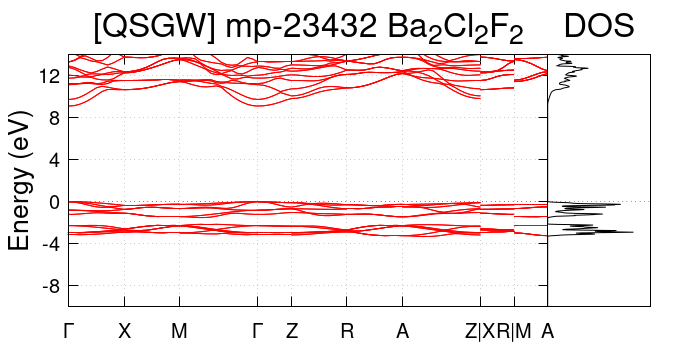 [QSGW] mp-23432 Ba₂Cl₂F₂ DOS
Energy (eV)
12
8
4
0
-4
-8
Γ X M Γ Z R A Z|XR|M A